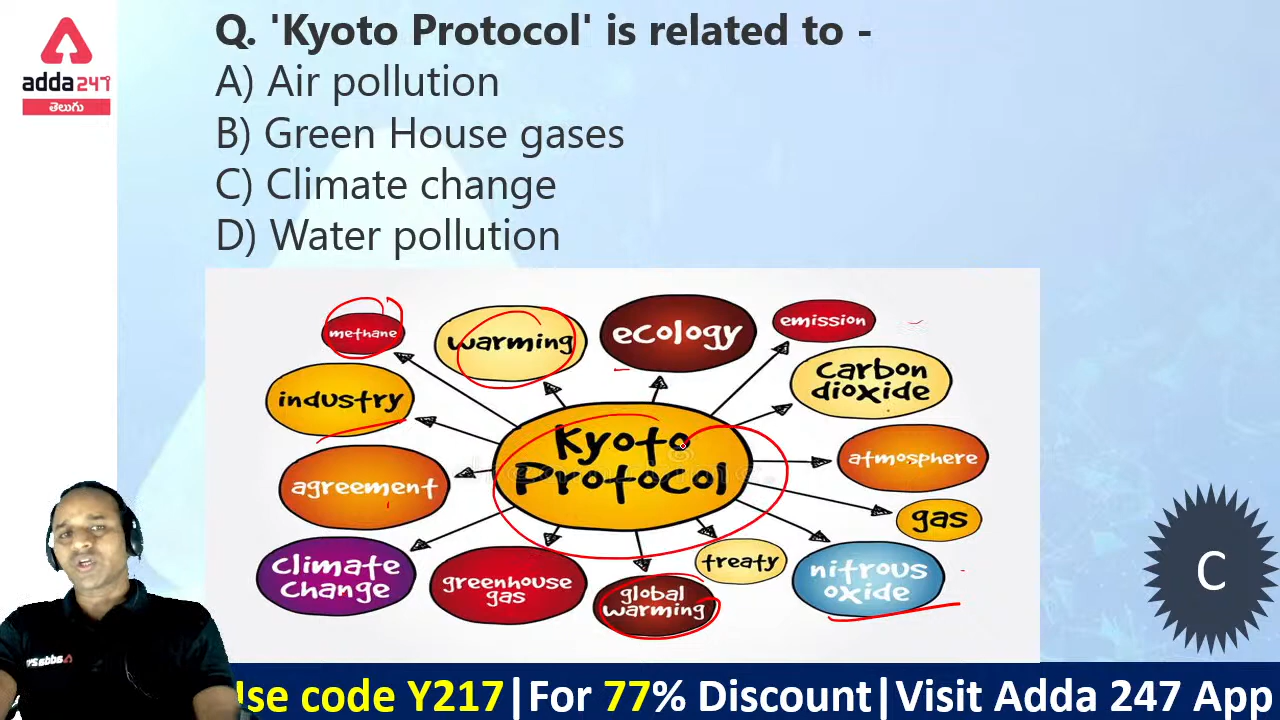 Q. 'Kyoto Protocol' is related to -
A) Air pollution
B) Green House gases
C) Climate change
D) Water pollution
adda247
తెలుగు
methane
warming
ecology
emission
industry
carbon
dioxide
Kyoto
Protocol
agreement
atmosphere
gas
climate
change
greenhouse
gas
global
warming
treaty
nitrous
oxide
C
Use code Y217|For 77% Discount|Visit Adda 247 App